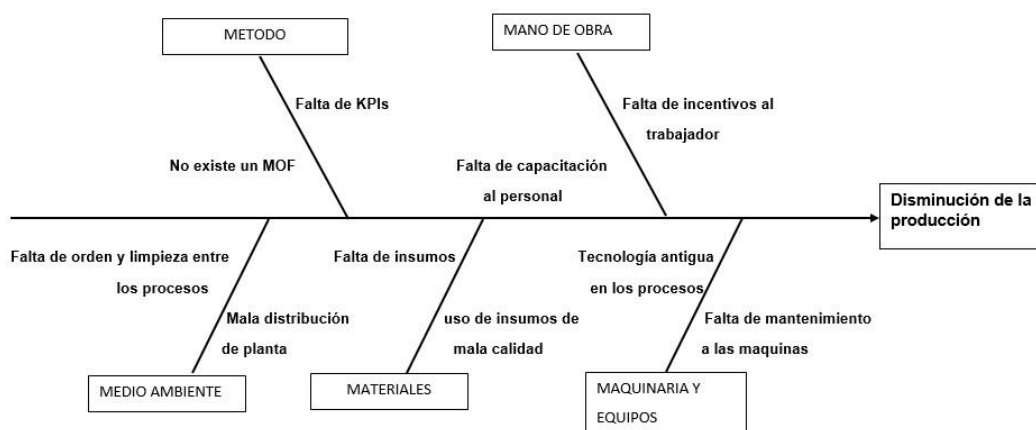 METODO
MANO DE OBRA
Falta de KPIs
Falta de incentivos al
trabajador
No existe un MOF
Falta de capacitación
al personal
Disminución de la
producción
Falta de orden y limpieza entre
los procesos
Falta de insumos
Tecnología antigua
en los procesos
Mala distribución
de planta
uso de insumos de
mala calidad
Falta de mantenimiento
a las maquinas
MEDIO AMBIENTE
MATERIALES
MAQUINARIA Y
EQUIPOS